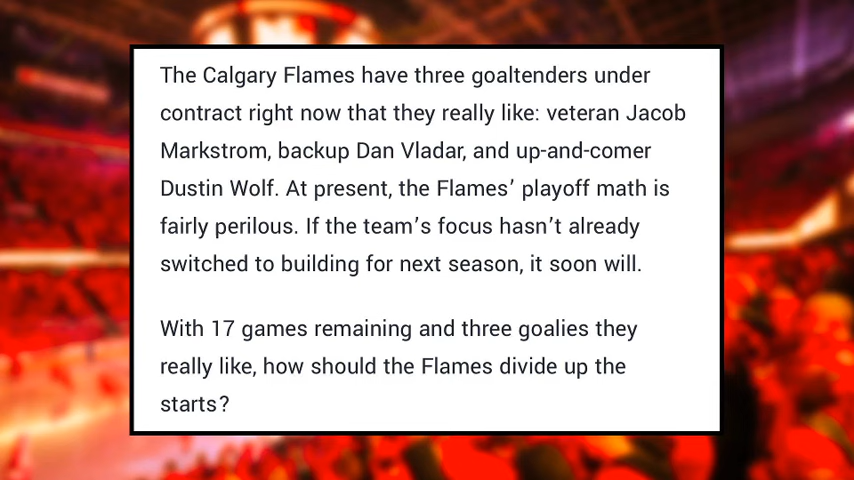 The Calgary Flames have three goaltenders under
contract right now that they really like: veteran Jacob
Markstrom, backup Dan Vladar, and up-and-comer
Dustin Wolf. At present, the Flames’ playoff math is
fairly perilous. If the team’s focus hasn’t already
switched to building for next season, it soon will.
With 17 games remaining and three goalies they
really like, how should the Flames divide up the
starts?